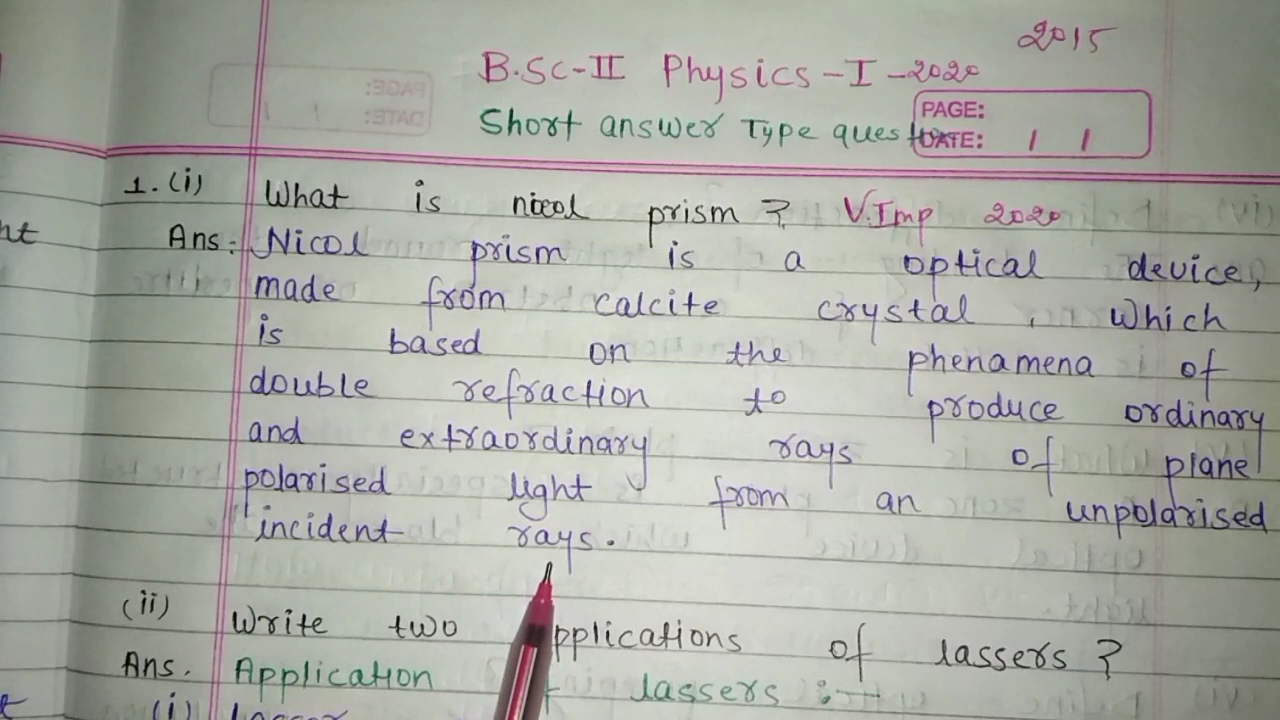 2015
B.SC-II Physics-I-2020
Short answer Type question
PAGE:
DATE: / /
1.(i) What is nicol prism? V.Imp 2020
Ans: Nicol prism is a optical device,
made from calcite crystal, which
is based on the phenamena of
double refraction to produce ordinary
and extraordinary rays of plane
polarised light from an unpolarised
incident rays.
(ii) Write two applications of lassers?
Ans. Application lassers :-
(i)